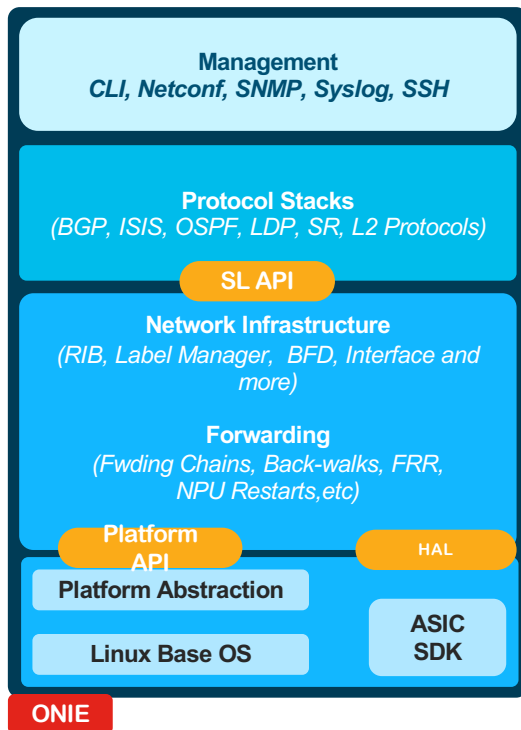 Management
CLI, Netconf, SNMP, Syslog, SSH
Protocol Stacks
(BGP, ISIS, OSPF, LDP, SR, L2 Protocols)
SL API
Network Infrastructure
(RIB, Label Manager, BFD, Interface and
more)
Forwarding
(Fwding Chains, Back-walks, FRR,
NPU Restarts,etc)
Platform
API
HAL
Platform Abstraction
Linux Base OS
ASIC
SDK
ONIE